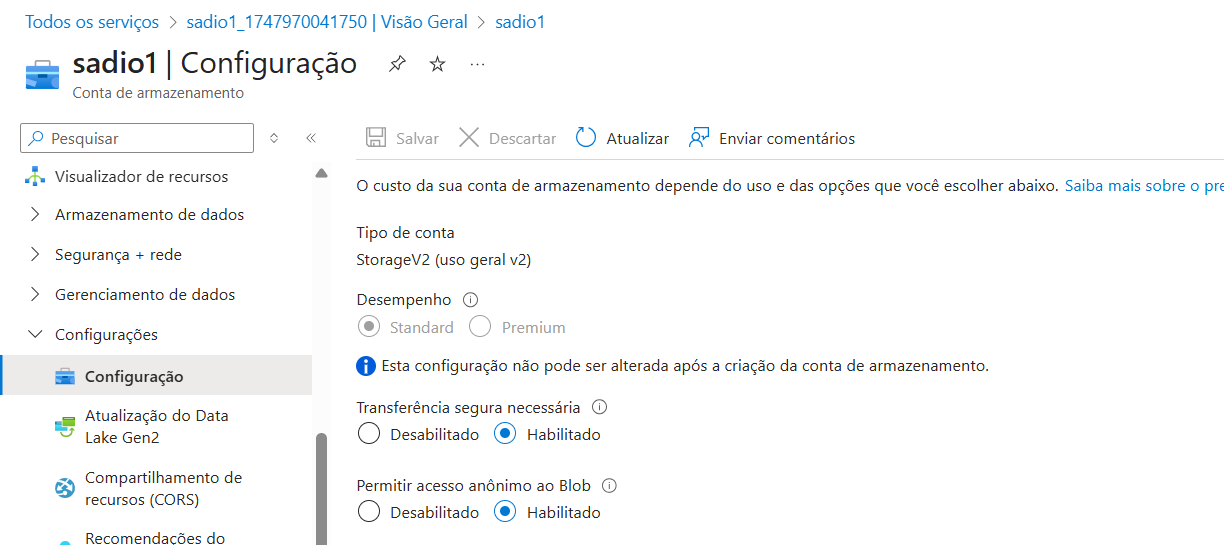 Todos os serviços > sadio1_1747970041750 | Visão Geral > sadio1
sadio1 | Configuração
Conta de armazenamento
Pesquisar
Visualizador de recursos
Armazenamento de dados
Segurança + rede
Gerenciamento de dados
Configurações
Configuração
Atualização do Data
Lake Gen2
Compartilhamento de
recursos (CORS)
Recomendações do
Salvar Descartar Atualizar Enviar comentários
O custo da sua conta de armazenamento depende do uso e das opções que você escolher abaixo. Saiba mais sobre o pre
Tipo de conta
StorageV2 (uso geral v2)
Desempenho
Standard Premium
Esta configuração não pode ser alterada após a criação da conta de armazenamento.
Transferência segura necessária
Desabilitado Habilitado
Permitir acesso anônimo ao Blob
Desabilitado Habilitado